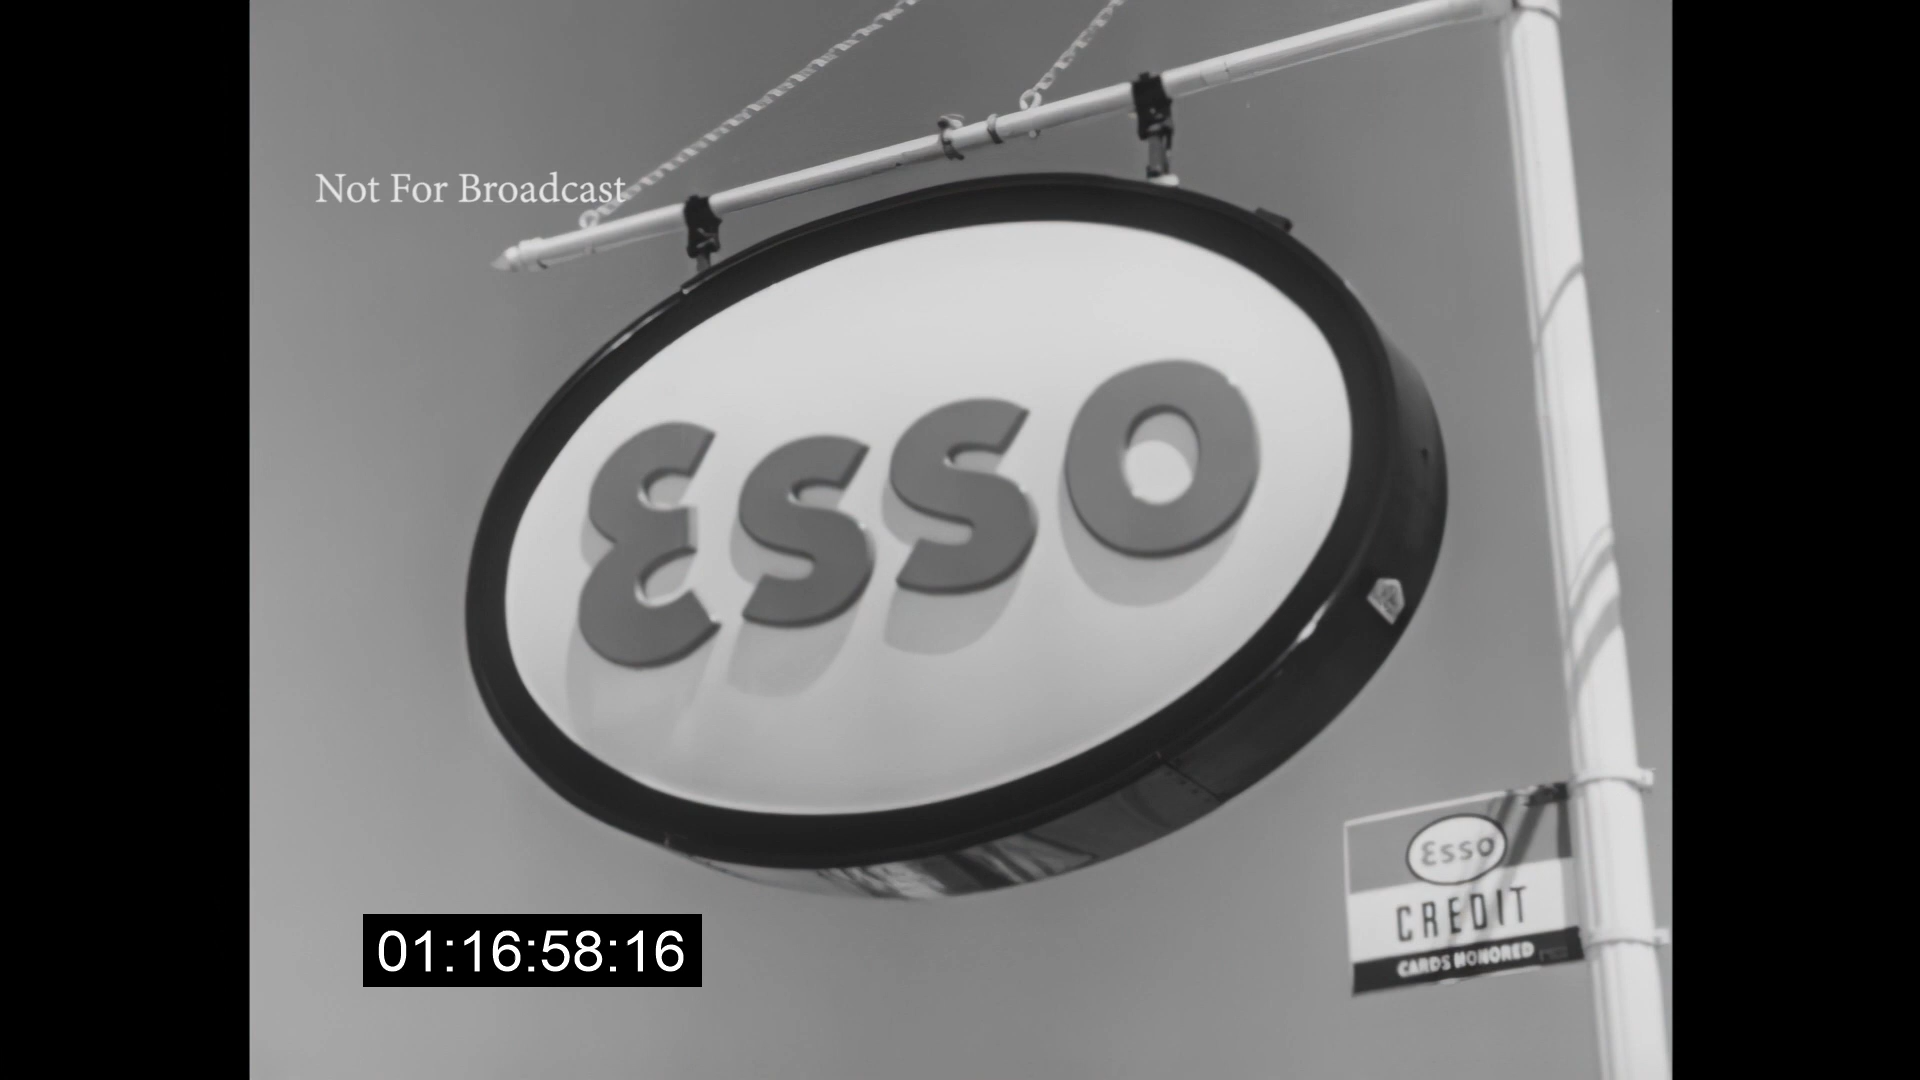 Not For Broadcast
Esso
Esso
CREDIT
CARDS HONORED
01:16:58:16